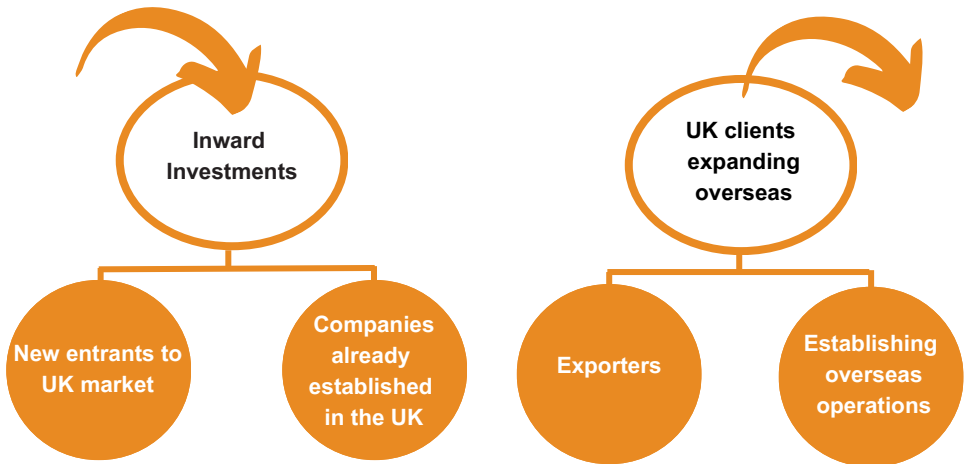 Inward
Investments
UK clients
expanding
overseas
New entrants to
UK market
Companies
already
established
in the UK
Exporters
Establishing
overseas
operations